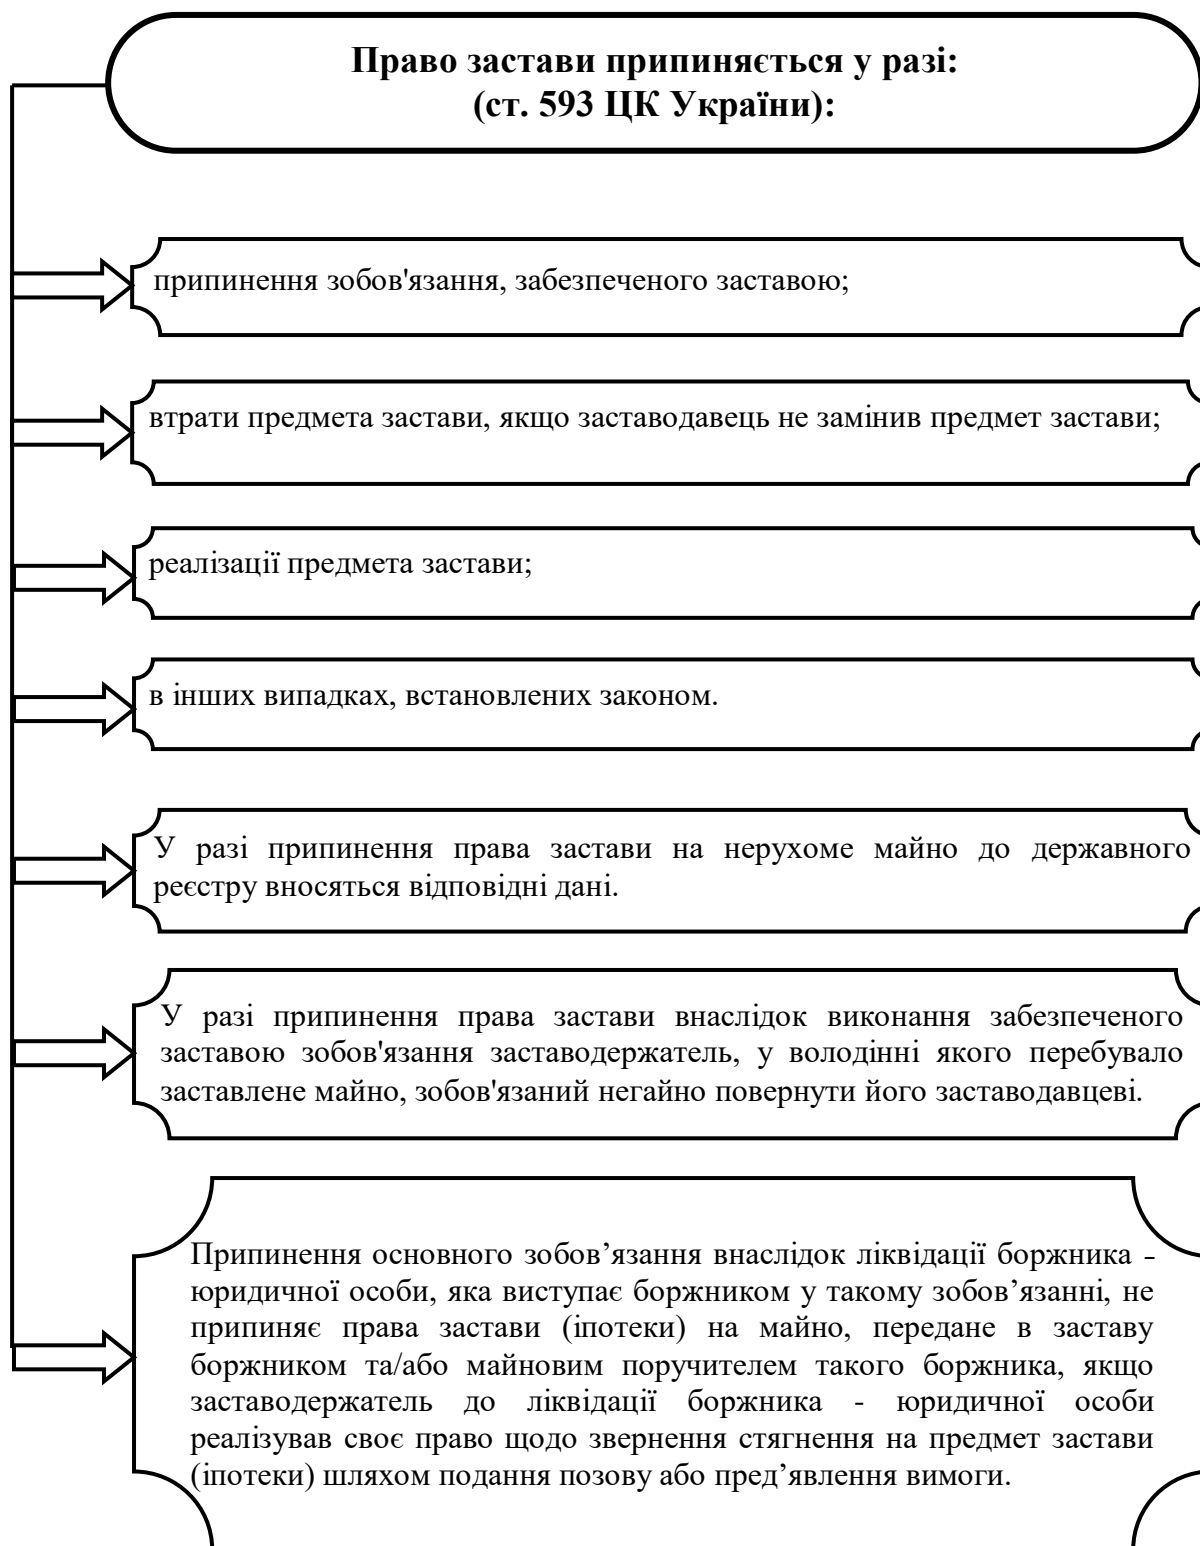 Право застави припиняється у разі:
(ст. 593 ЦК України):
припинення зобов'язання, забезпеченого заставою;
втрати предмета застави, якщо заставодавець не замінив предмет застави;
реалізації предмета застави;
в інших випадках, встановлених законом.
У разі припинення права застави на нерухоме майно до державного
реєстру вносяться відповідні дані.
У разі припинення права застави внаслідок виконання забезпеченого
заставою зобов'язання заставодержатель, у володінні якого перебувало
заставлене майно, зобов'язаний негайно повернути його заставодавцеві.
Припинення основного зобов’язання внаслідок ліквідації боржника -
юридичної особи, яка виступає боржником у такому зобов’язанні, не
припиняє права застави (іпотеки) на майно, передане в заставу
боржником та/або майновим поручителем такого боржника, якщо
заставодержатель до ліквідації боржника - юридичної особи
реалізував своє право щодо звернення стягнення на предмет застави
(іпотеки) шляхом подання позову або пред’явлення вимоги.